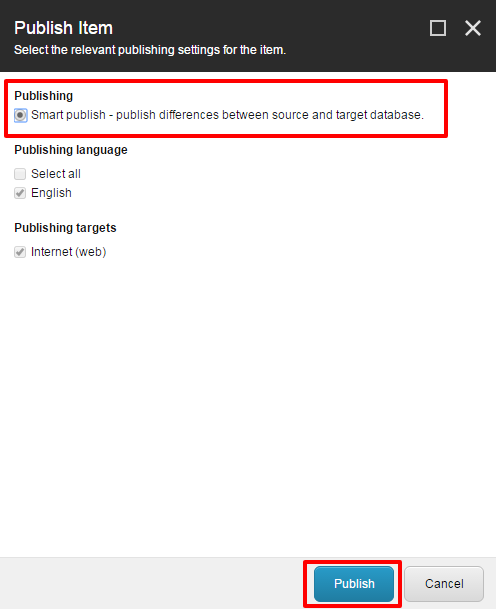 Publish Item
Select the relevant publishing settings for the item.
Publishing
Smart publish - publish differences between source and target database.
Publishing language
Select all
English
Publishing targets
Internet (web)
Publish
Cancel